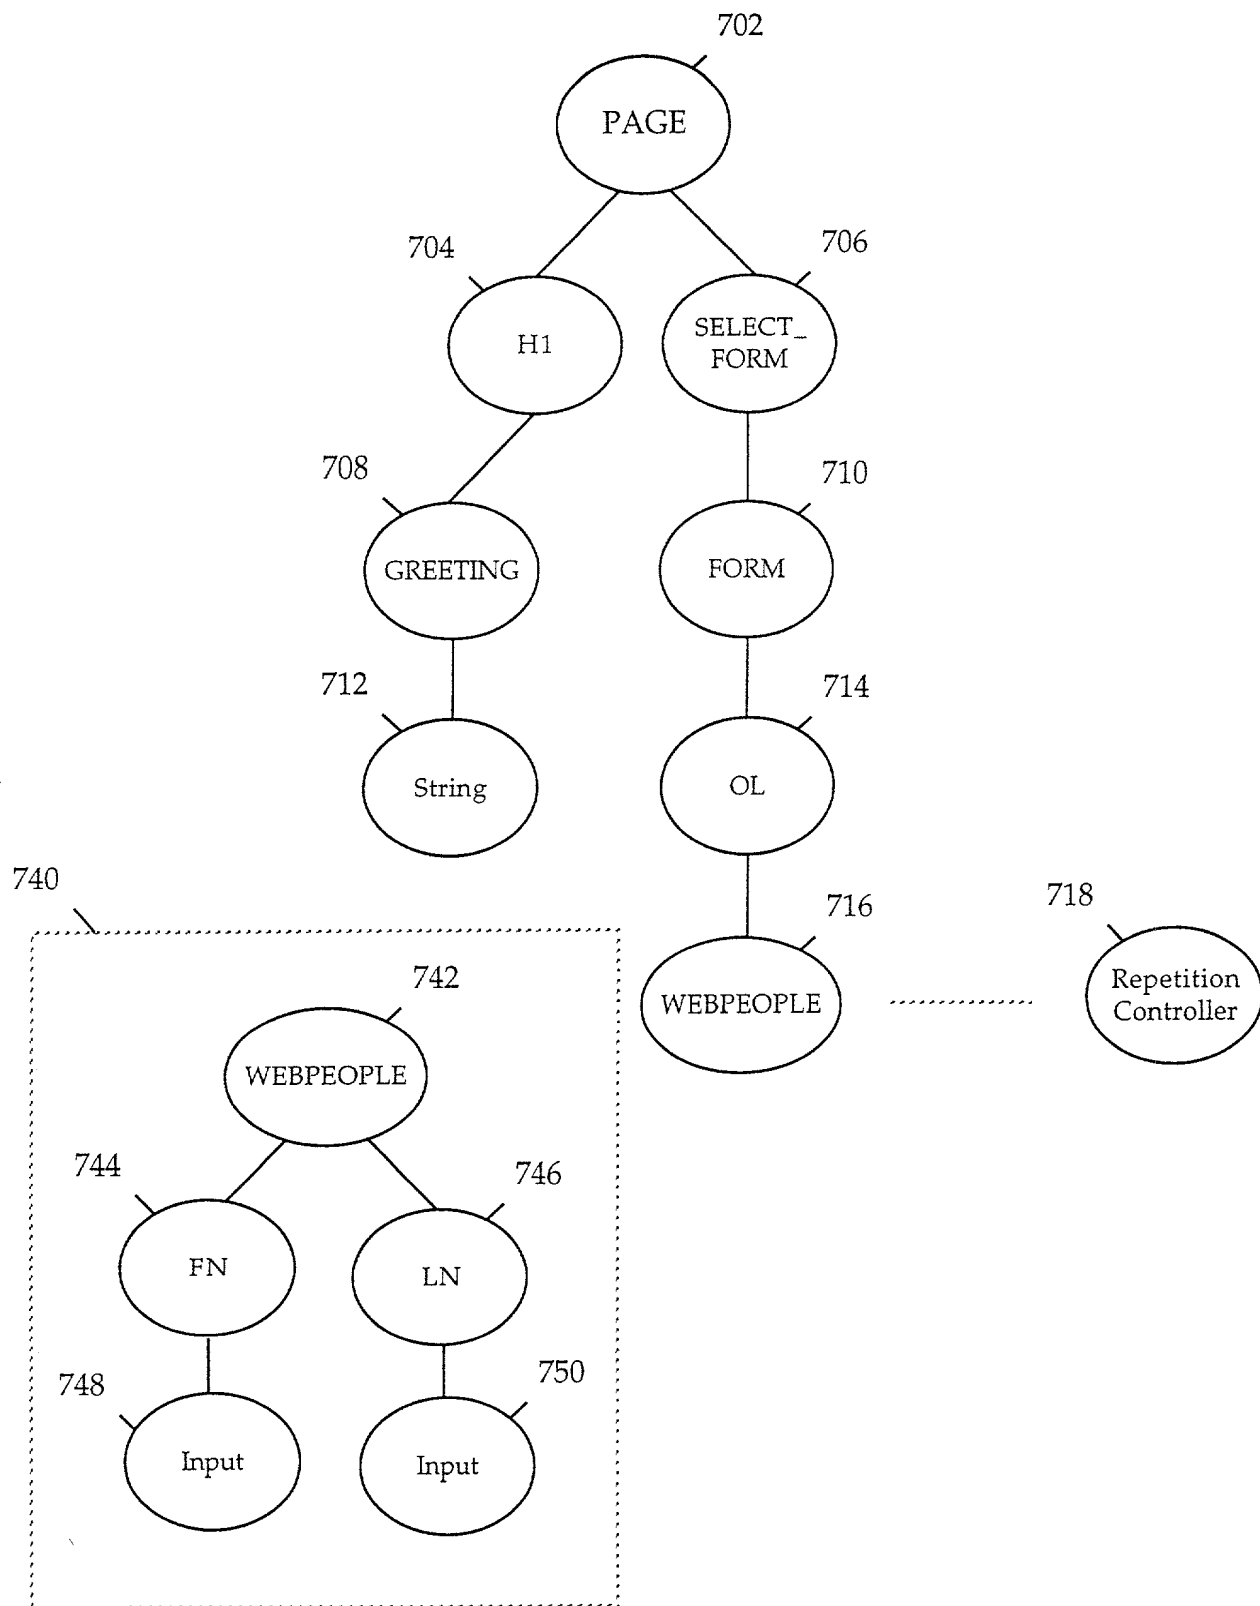 702
PAGE
704
706
H1
SELECT_
FORM
708
710
GREETING
FORM
712
714
String
OL
740
716
718
WEBPEOPLE
Repetition
Controller
742
WEBPEOPLE
744
746
FN
LN
748
750
Input
Input